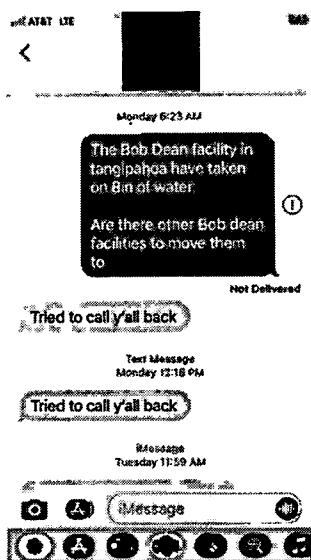 AT&T LTE
Monday 6:23 AM
The Bob Dean facility in
tangipahoa have taken
on 8in of water.
Are there other Bob dean
facilities to move them
to
Not Delivered
Tried to call y'all back
Text Message
Monday 12:16 PM
Tried to call y'all back
iMessage
Tuesday 11:59 AM
iMessage